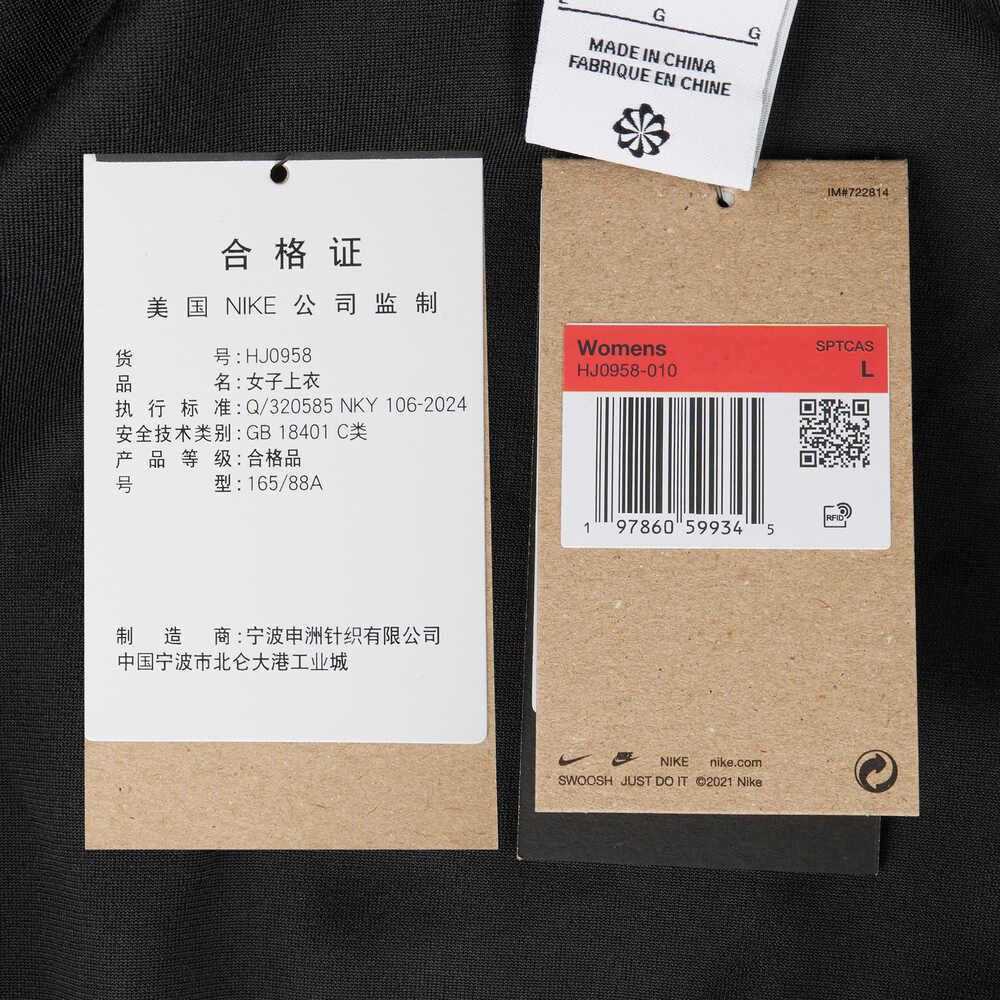 G
G
MADE IN CHINA
FABRIQUE EN CHINE
合格证
美国 NIKE 公司监制
货号:HJ0958
品名:女子上衣
执行标准:Q/320585 NKY 106-2024
安全技术类别:GB 18401 C类
产品等级:合格品
号型:165/88A
制造商:宁波申洲针织有限公司
中国宁波市北仑大港工业城
IM#722814
Womens SPTCAS
HJ0958-010 L
1 97860 59934 5
RFID
NIKE nike.com
SWOOSH JUST DO IT ©2021 Nike